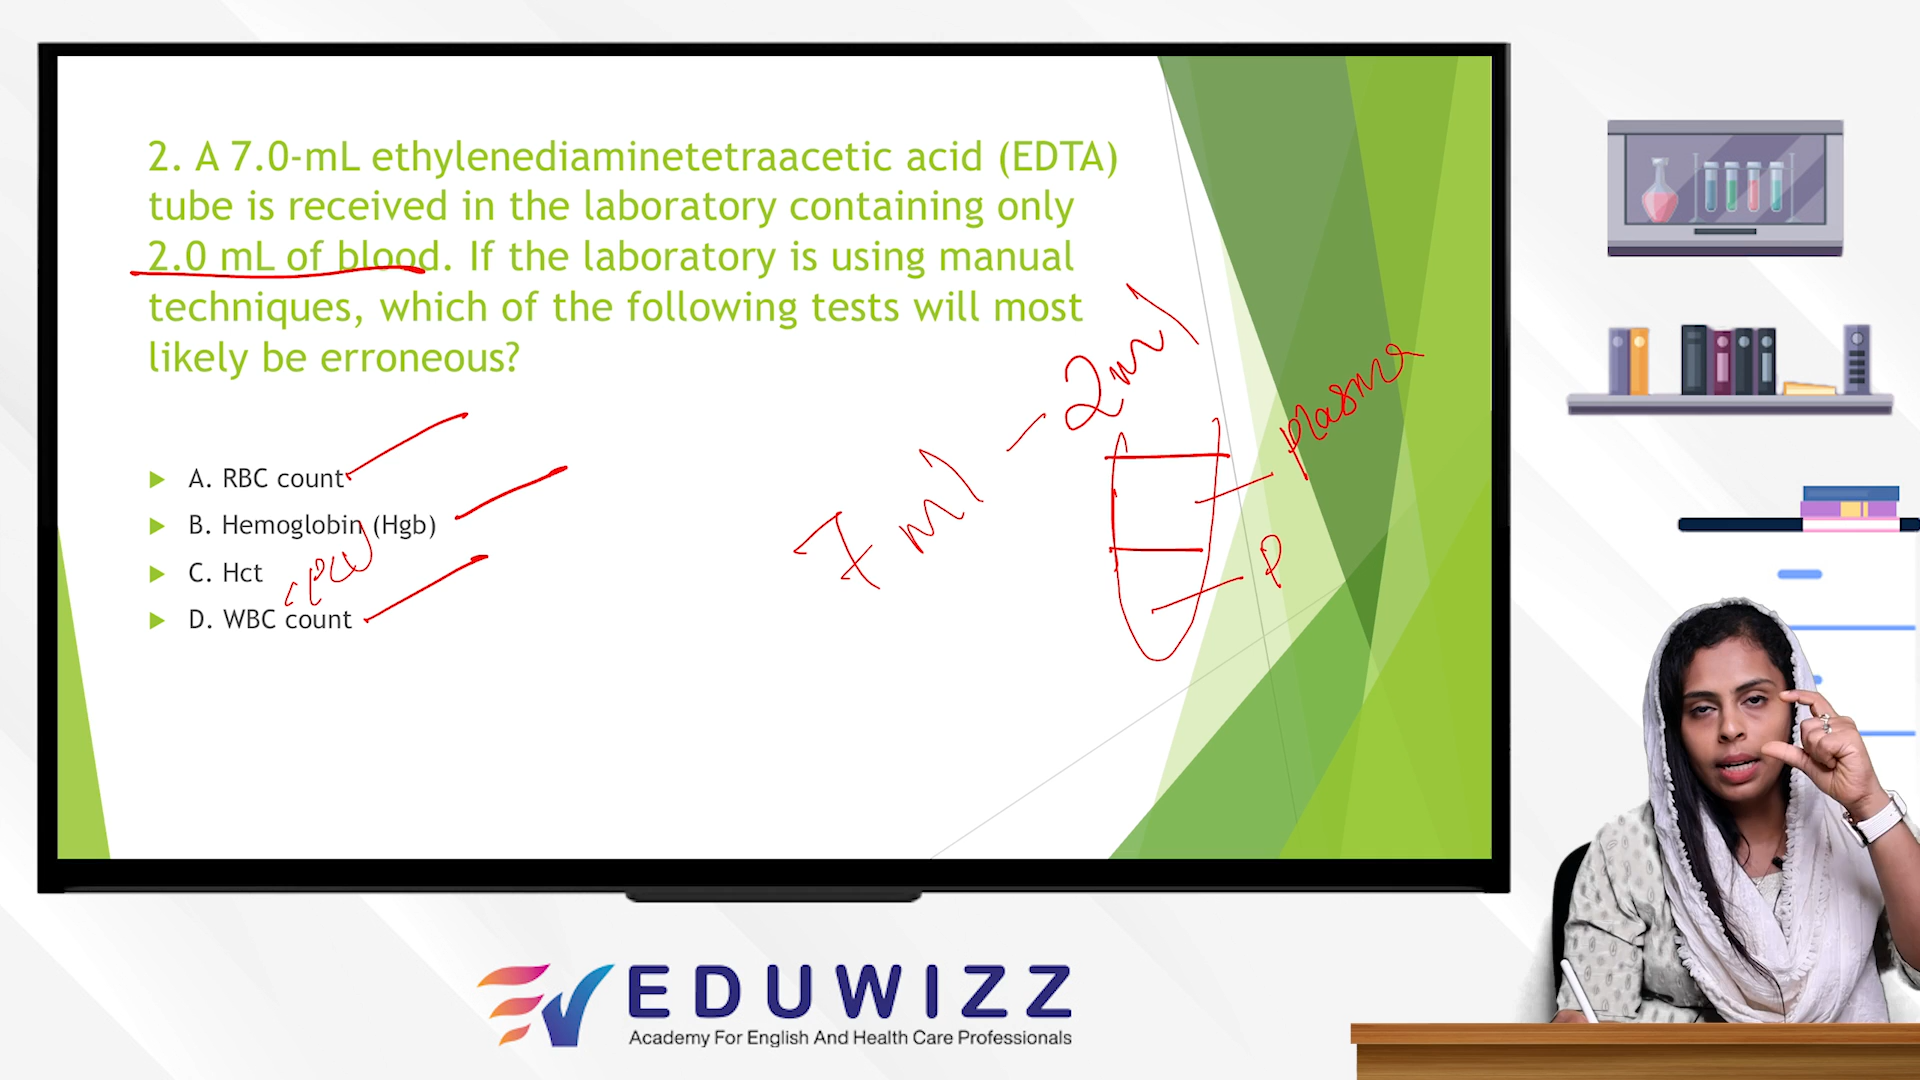 2. A 7.0-mL ethylenediaminetetraacetic acid (EDTA)
tube is received in the laboratory containing only
2.0 mL of blood. If the laboratory is using manual
techniques, which of the following tests will most
likely be erroneous?
A. RBC count
B. Hemoglobin (Hgb)
C. Hct
D. WBC count
7 ml - 2ml
Plasma
P
EDUWIZZ
Academy For English And Health Care Professionals